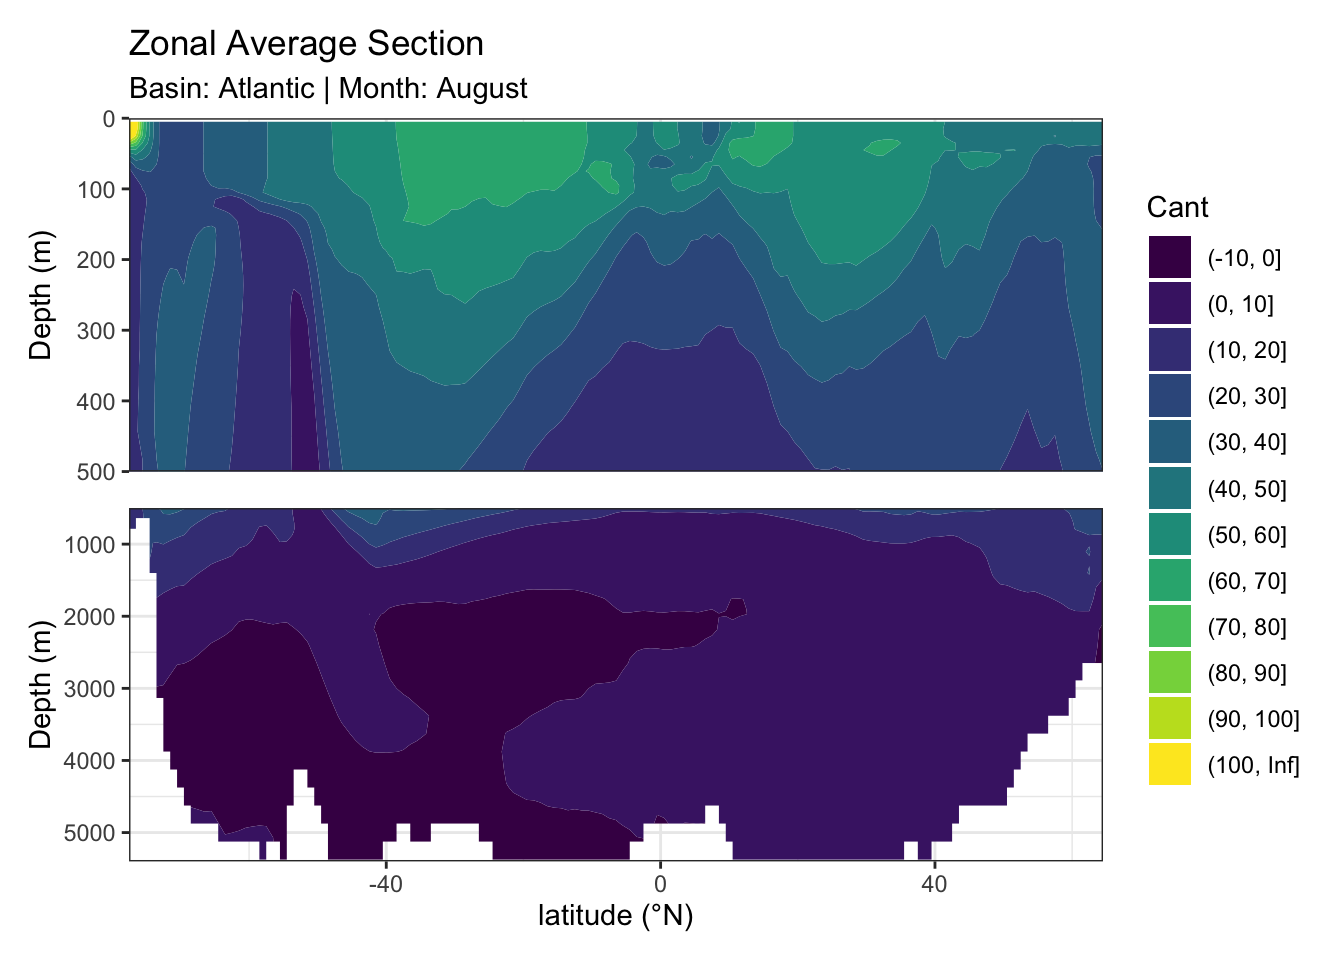 Zonal Average Section
Basin: Atlantic | Month: August
0
100
200
300
400
500
Depth (m)
1000
2000
3000
4000
5000
Depth (m)
-40 0 40
latitude (°N)
Cant
(-10, 0]
(0, 10]
(10, 20]
(20, 30]
(30, 40]
(40, 50]
(50, 60]
(60, 70]
(70, 80]
(80, 90]
(90, 100]
(100, Inf]